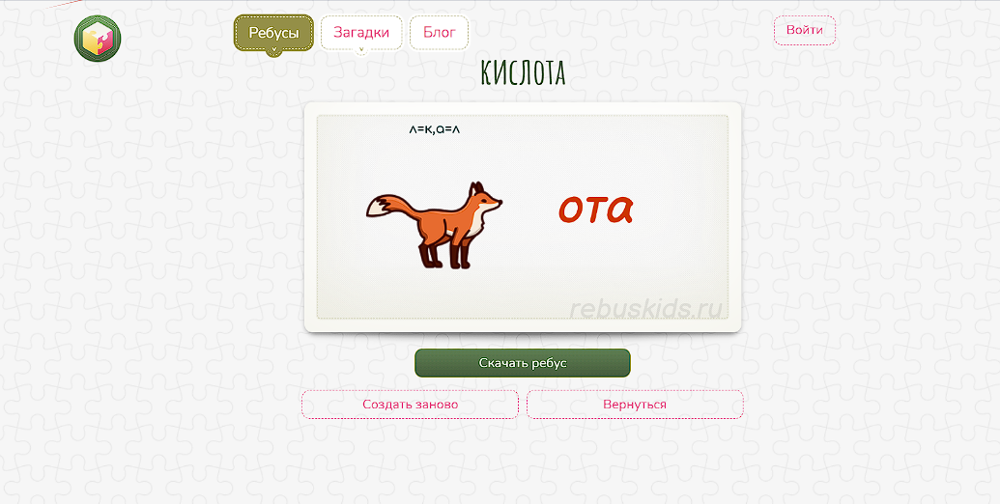 Ребусы Загадки Блог Войти
кислота
л=к,а=л
ота
rebuskids.ru
Скачать ребус
Создать заново Вернуться